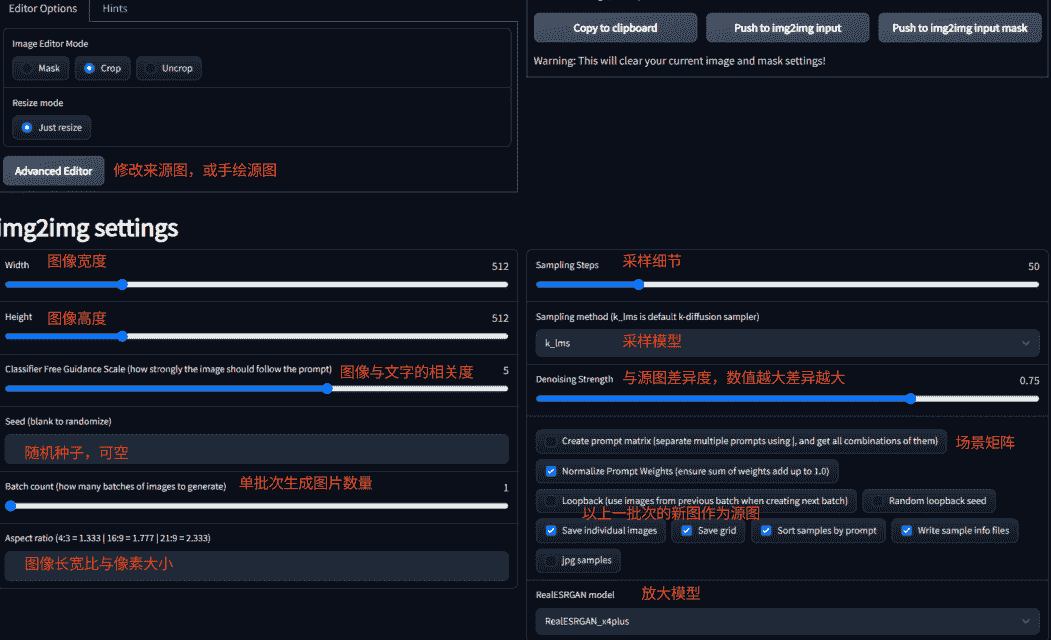 Editor Options Hints
Image Editor Mode
Mask Crop Uncrop
Resize mode
Just resize
Advanced Editor 修改来源图，或手绘源图
Copy to clipboard Push to img2img input Push to img2img input mask
Warning: This will clear your current image and mask settings!
img2img settings
Width 图像宽度 512
Height 图像高度 512
Classifier Free Guidance Scale (how strongly the image should follow the prompt) 图像与文字的相关度 5
Seed (blank to randomize)
随机种子，可空
Batch count (how many batches of images to generate) 单批次生成图片数量 1
Aspect ratio (4:3 = 1.333 | 16:9 = 1.777 | 21:9 = 2.333)
图像长宽比与像素大小
Sampling Steps 采样细节 50
Sampling method (k_lms is default k-diffusion sampler)
k_lms 采样模型
Denoising Strength 与源图差异度，数值越大差异越大 0.75
Create prompt matrix (separate multiple prompts using |, and get all combinations of them) 场景矩阵
Normalize Prompt Weights (ensure sum of weights add up to 1.0)
Loopback (use images from previous batch when creating next batch) Random loopback seed
以上一批次的新图作为源图
Save individual images Save grid Sort samples by prompt Write sample info files
jpg samples
RealESRGAN model 放大模型
RealESRGAN_x4plus